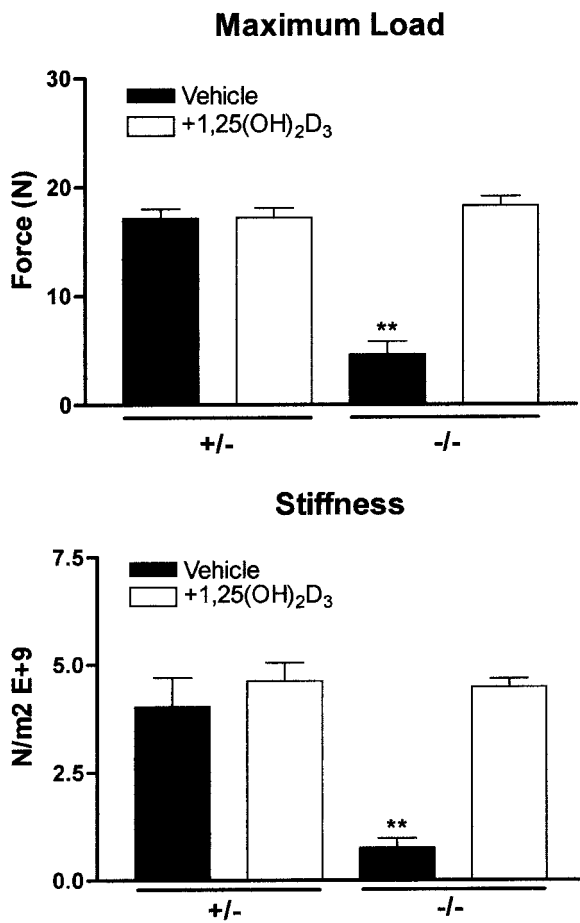 Maximum Load
30
Vehicle
+1,25(OH)₂D₃
20
Force (N)
10
**
0
+/- -/-
Stiffness
7.5
Vehicle
+1,25(OH)₂D₃
5.0
N/m2 E+9
2.5
**
0.0
+/- -/-